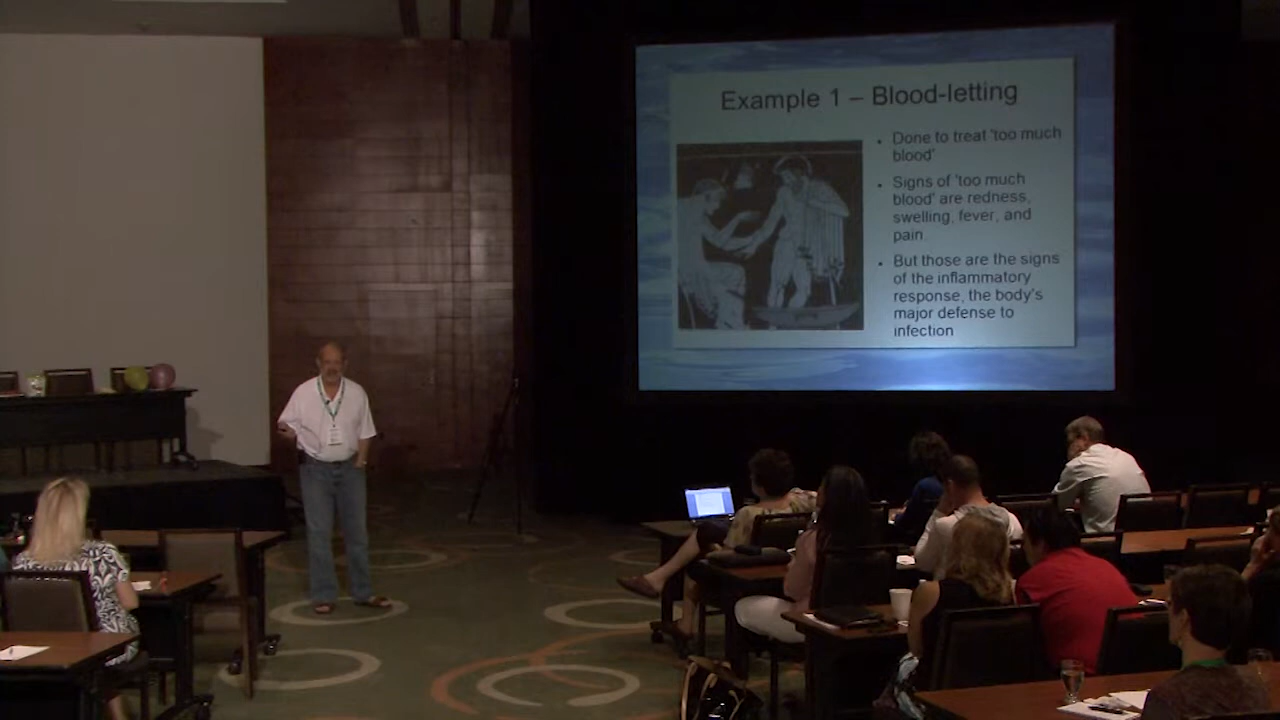 Example 1 – Blood-letting
• Done to treat 'too much
blood'
• Signs of 'too much
blood' are redness,
swelling, fever, and
pain
• But those are the signs
of the inflammatory
response, the body's
major defense to
infection